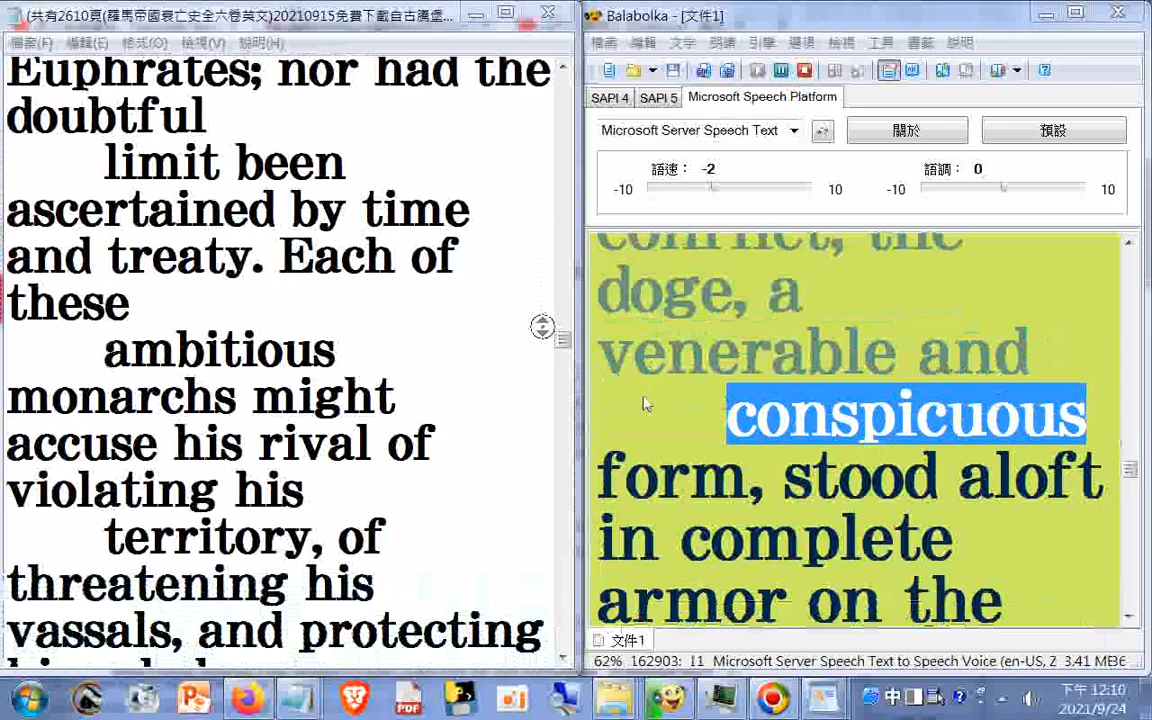 (共有2610頁(羅馬帝國衰亡史全六卷英文)20210915免費下載自古騰堡...
檔案(F) 編輯(E) 格式(O) 檢視(V) 說明(H)
Euphrates; nor had the
doubtful
limit been
ascertained by time
and treaty. Each of
these
ambitious
monarchs might
accuse his rival of
violating his
territory, of
threatening his
vassals, and protecting
Balabolka - [文件1]
檔案 編輯 文字 朗讀 引擎 選項 檢視 工具 書籤 說明
SAPI 4 SAPI 5 Microsoft Speech Platform
Microsoft Server Speech Text 關於 預設
語速: -2 語調: 0
-10 10 -10 10
conflict, the
doge, a
venerable and
conspicuous
form, stood aloft
in complete
armor on the
文件1
62% 162903: 11 Microsoft Server Speech Text to Speech Voice (en-US, Z 3.41 MB
PDF 中 下午 12:10
2021/9/24